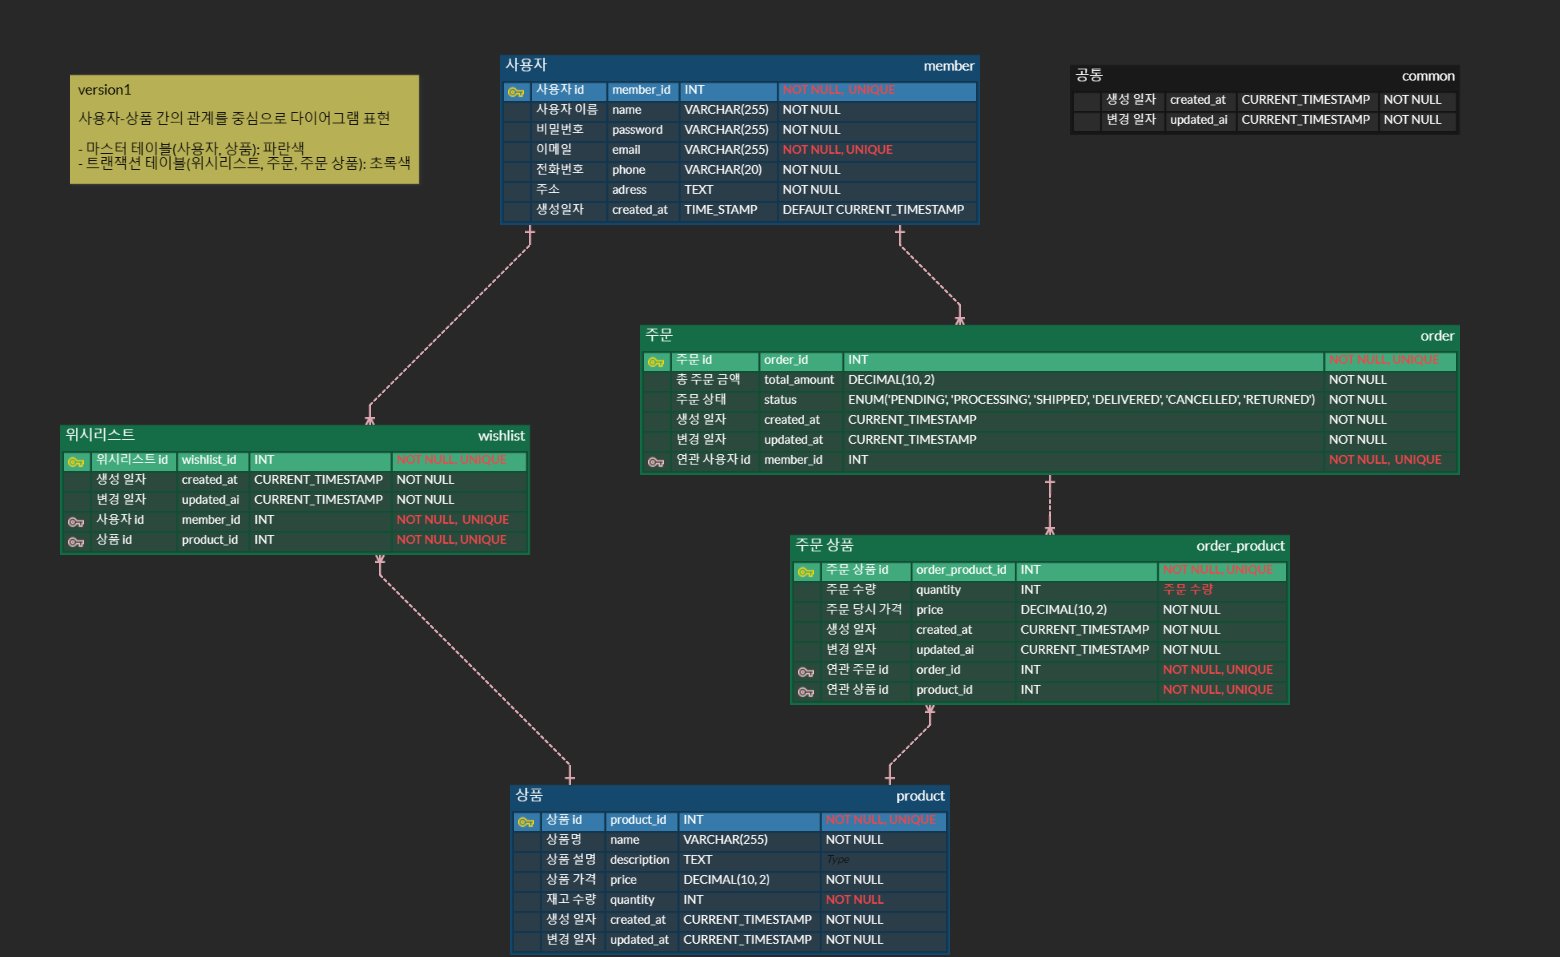 version1
사용자-상품 간의 관계를 중심으로 다이어그램 표현
- 마스터 테이블(사용자, 상품): 파란색
- 트랜잭션 테이블(위시리스트, 주문, 주문 상품): 초록색
사용자 member
사용자 id member_id INT NOT NULL, UNIQUE
사용자 이름 name VARCHAR(255) NOT NULL
비밀번호 password VARCHAR(255) NOT NULL
이메일 email VARCHAR(255) NOT NULL, UNIQUE
전화번호 phone VARCHAR(20) NOT NULL
주소 adress TEXT NOT NULL
생성일자 created_at TIME_STAMP DEFAULT CURRENT_TIMESTAMP
공통 common
생성 일자 created_at CURRENT_TIMESTAMP NOT NULL
변경 일자 updated_ai CURRENT_TIMESTAMP NOT NULL
주문 order
주문 id order_id INT NOT NULL, UNIQUE
총 주문 금액 total_amount DECIMAL(10, 2) NOT NULL
주문 상태 status ENUM('PENDING', 'PROCESSING', 'SHIPPED', 'DELIVERED', 'CANCELLED', 'RETURNED') NOT NULL
생성 일자 created_at CURRENT_TIMESTAMP NOT NULL
변경 일자 updated_at CURRENT_TIMESTAMP NOT NULL
연관 사용자 id member_id INT NOT NULL, UNIQUE
위시리스트 wishlist
위시리스트 id wishlist_id INT NOT NULL, UNIQUE
생성 일자 created_at CURRENT_TIMESTAMP NOT NULL
변경 일자 updated_ai CURRENT_TIMESTAMP NOT NULL
사용자 id member_id INT NOT NULL, UNIQUE
상품 id product_id INT NOT NULL, UNIQUE
주문 상품 order_product
주문 상품 id order_product_id INT NOT NULL, UNIQUE
주문 수량 quantity INT 주문 수량
주문 당시 가격 price DECIMAL(10, 2) NOT NULL
생성 일자 created_at CURRENT_TIMESTAMP NOT NULL
변경 일자 updated_ai CURRENT_TIMESTAMP NOT NULL
연관 주문 id order_id INT NOT NULL, UNIQUE
연관 상품 id product_id INT NOT NULL, UNIQUE
상품 product
상품 id product_id INT NOT NULL, UNIQUE
상품명 name VARCHAR(255) NOT NULL
상품 설명 description TEXT Type
상품 가격 price DECIMAL(10, 2) NOT NULL
재고 수량 quantity INT NOT NULL
생성 일자 created_at CURRENT_TIMESTAMP NOT NULL
변경 일자 updated_at CURRENT_TIMESTAMP NOT NULL